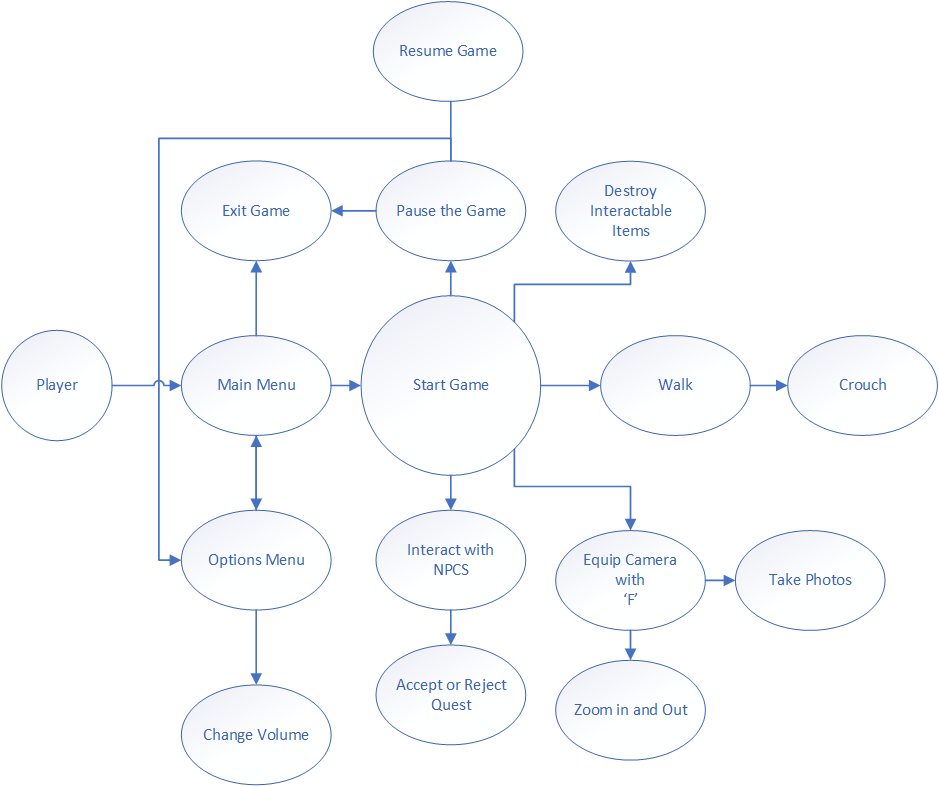 Resume Game
Exit Game
Pause the Game
Destroy
Interactable
Items
Player
Main Menu
Start Game
Walk
Crouch
Options Menu
Interact with
NPCS
Equip Camera
with
‘F’
Take Photos
Change Volume
Accept or Reject
Quest
Zoom in and Out